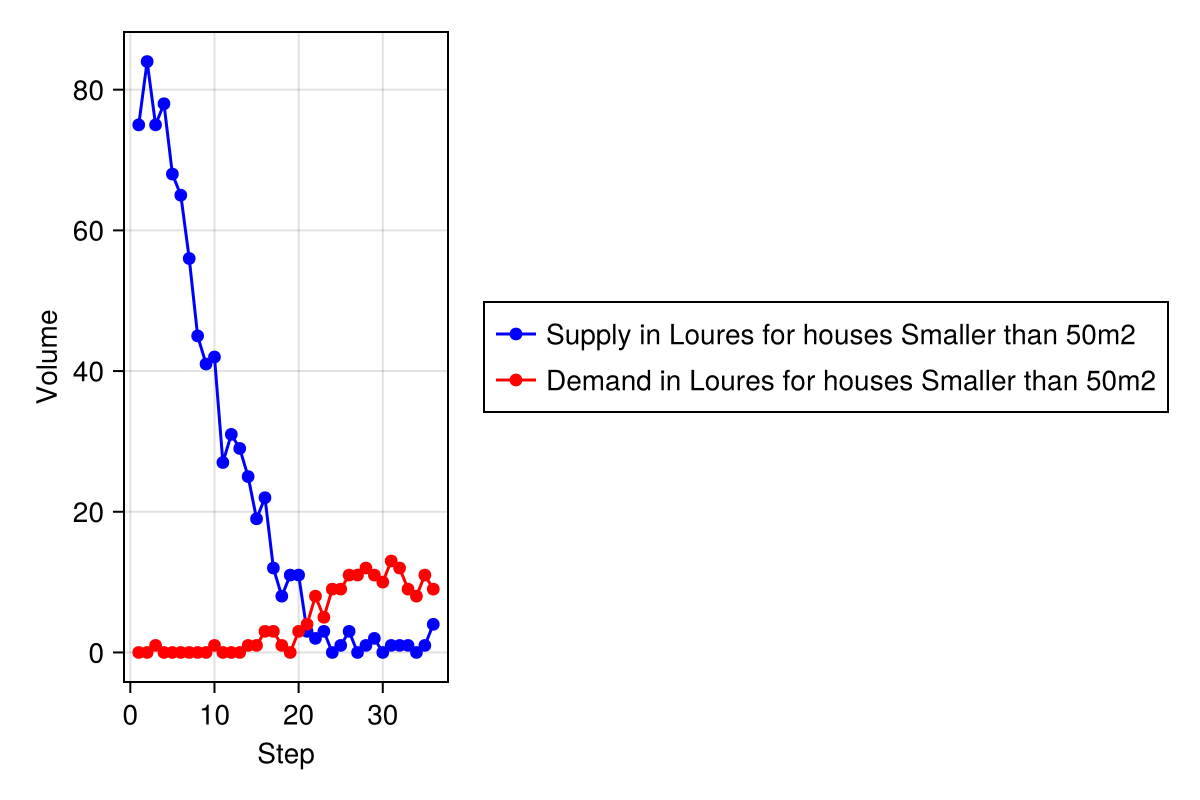 80
60
40
20
0
Volume
0 10 20 30
Step
Supply in Loures for houses Smaller than 50m2
Demand in Loures for houses Smaller than 50m2